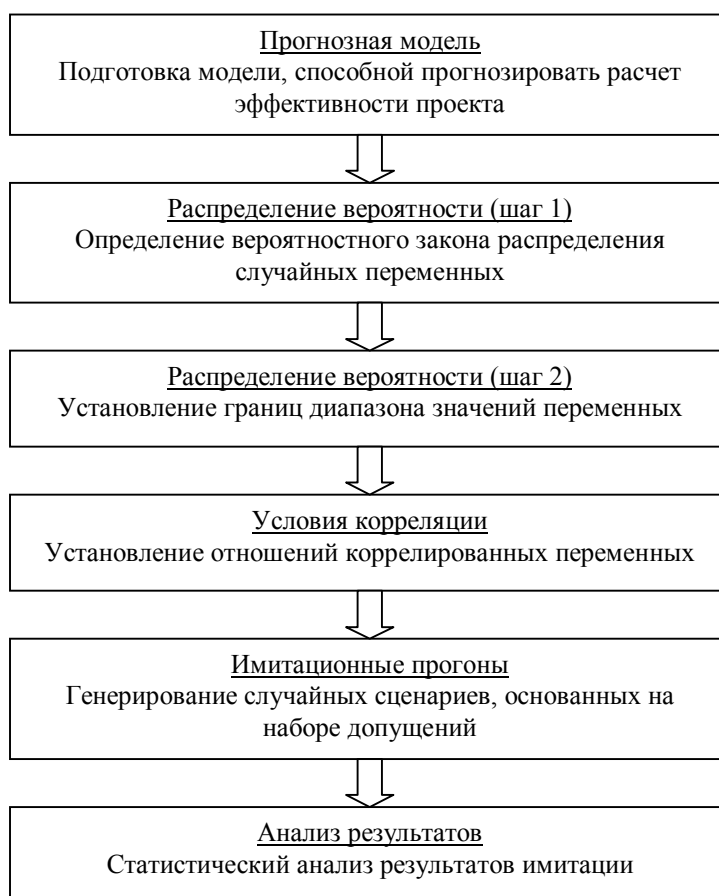 Прогнозная модель
Подготовка модели, способной прогнозировать расчет
эффективности проекта
Распределение вероятности (шаг 1)
Определение вероятностного закона распределения
случайных переменных
Распределение вероятности (шаг 2)
Установление границ диапазона значений переменных
Условия корреляции
Установление отношений коррелированных переменных
Имитационные прогоны
Генерирование случайных сценариев, основанных на
наборе допущений
Анализ результатов
Статистический анализ результатов имитации